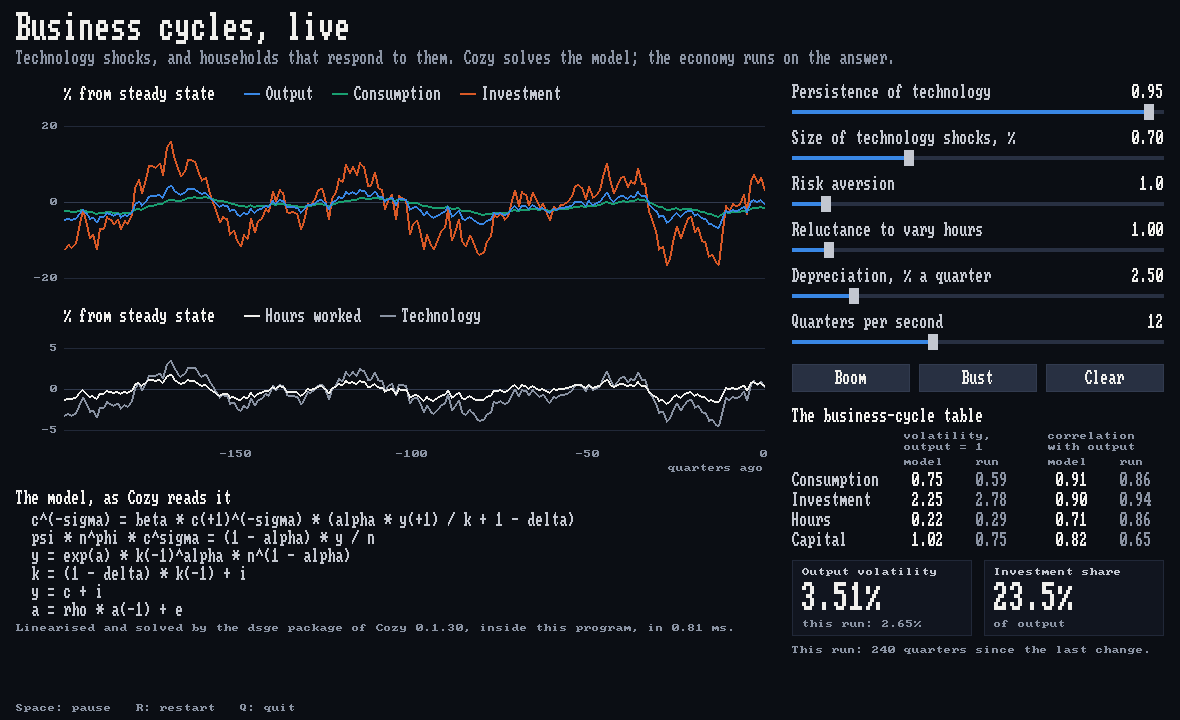 Business cycles, live
Technology shocks, and households that respond to them. Cozy solves the model; the economy runs on the answer.
% from steady state
Output
Consumption
Investment
20
0
-20
% from steady state
Hours worked
Technology
5
0
-5
-150
-100
-50
0
quarters ago
The model, as Cozy reads it
c^(-sigma) = beta * c(+1)^(-sigma) * (alpha * y(+1) / k + 1 - delta)
psi * n^phi * c^sigma = (1 - alpha) * y / n
y = exp(a) * k(-1)^alpha * n^(1 - alpha)
k = (1 - delta) * k(-1) + i
y = c + i
a = rho * a(-1) + e
Linearised and solved by the dsge package of Cozy 0.1.30, inside this program, in 0.81 ms.
Space: pause R: restart Q: quit
Persistence of technology 0.95
Size of technology shocks, % 0.70
Risk aversion 1.0
Reluctance to vary hours 1.00
Depreciation, % a quarter 2.50
Quarters per second 12
Boom
Bust
Clear
The business-cycle table
volatility, correlation
output = 1 with output
model run model run
Consumption 0.75 0.59 0.91 0.86
Investment 2.25 2.78 0.90 0.94
Hours 0.22 0.29 0.71 0.86
Capital 1.02 0.75 0.82 0.65
Output volatility
3.51%
this run: 2.65%
Investment share
23.5%
of output
This run: 240 quarters since the last change.